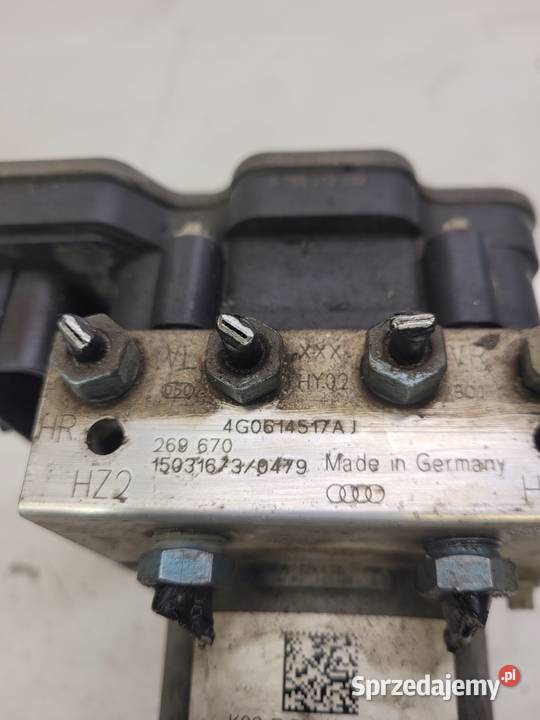 VL XXX VR
HY02
HR 4G0614517AJ
269 670
15031673/0479 Made in Germany
HZ2
Sprzedajemy.pl